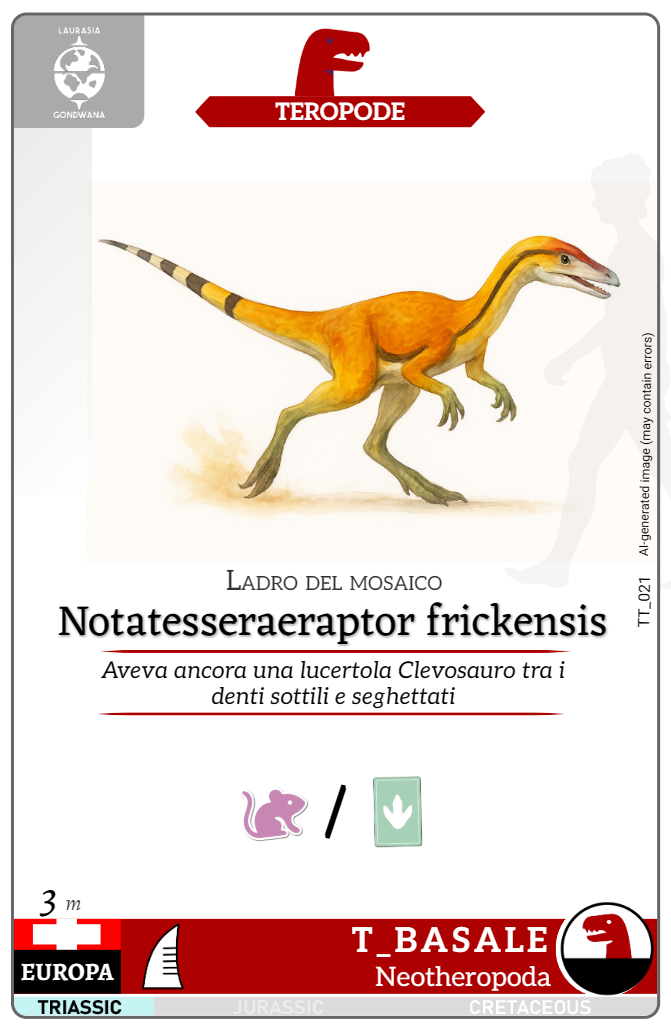 LAURASIA
GONDWANA
TEROPODE
AI-generated image (may contain errors)
TT_021
Ladro del mosaico
Notatesseraeraptor frickensis
Aveva ancora una lucertola Clevosauro tra i
denti sottili e seghettati
/
3 m
T_BASALE
EUROPA
Neotheropoda
TRIASSIC
JURASSIC
CRETACEOUS